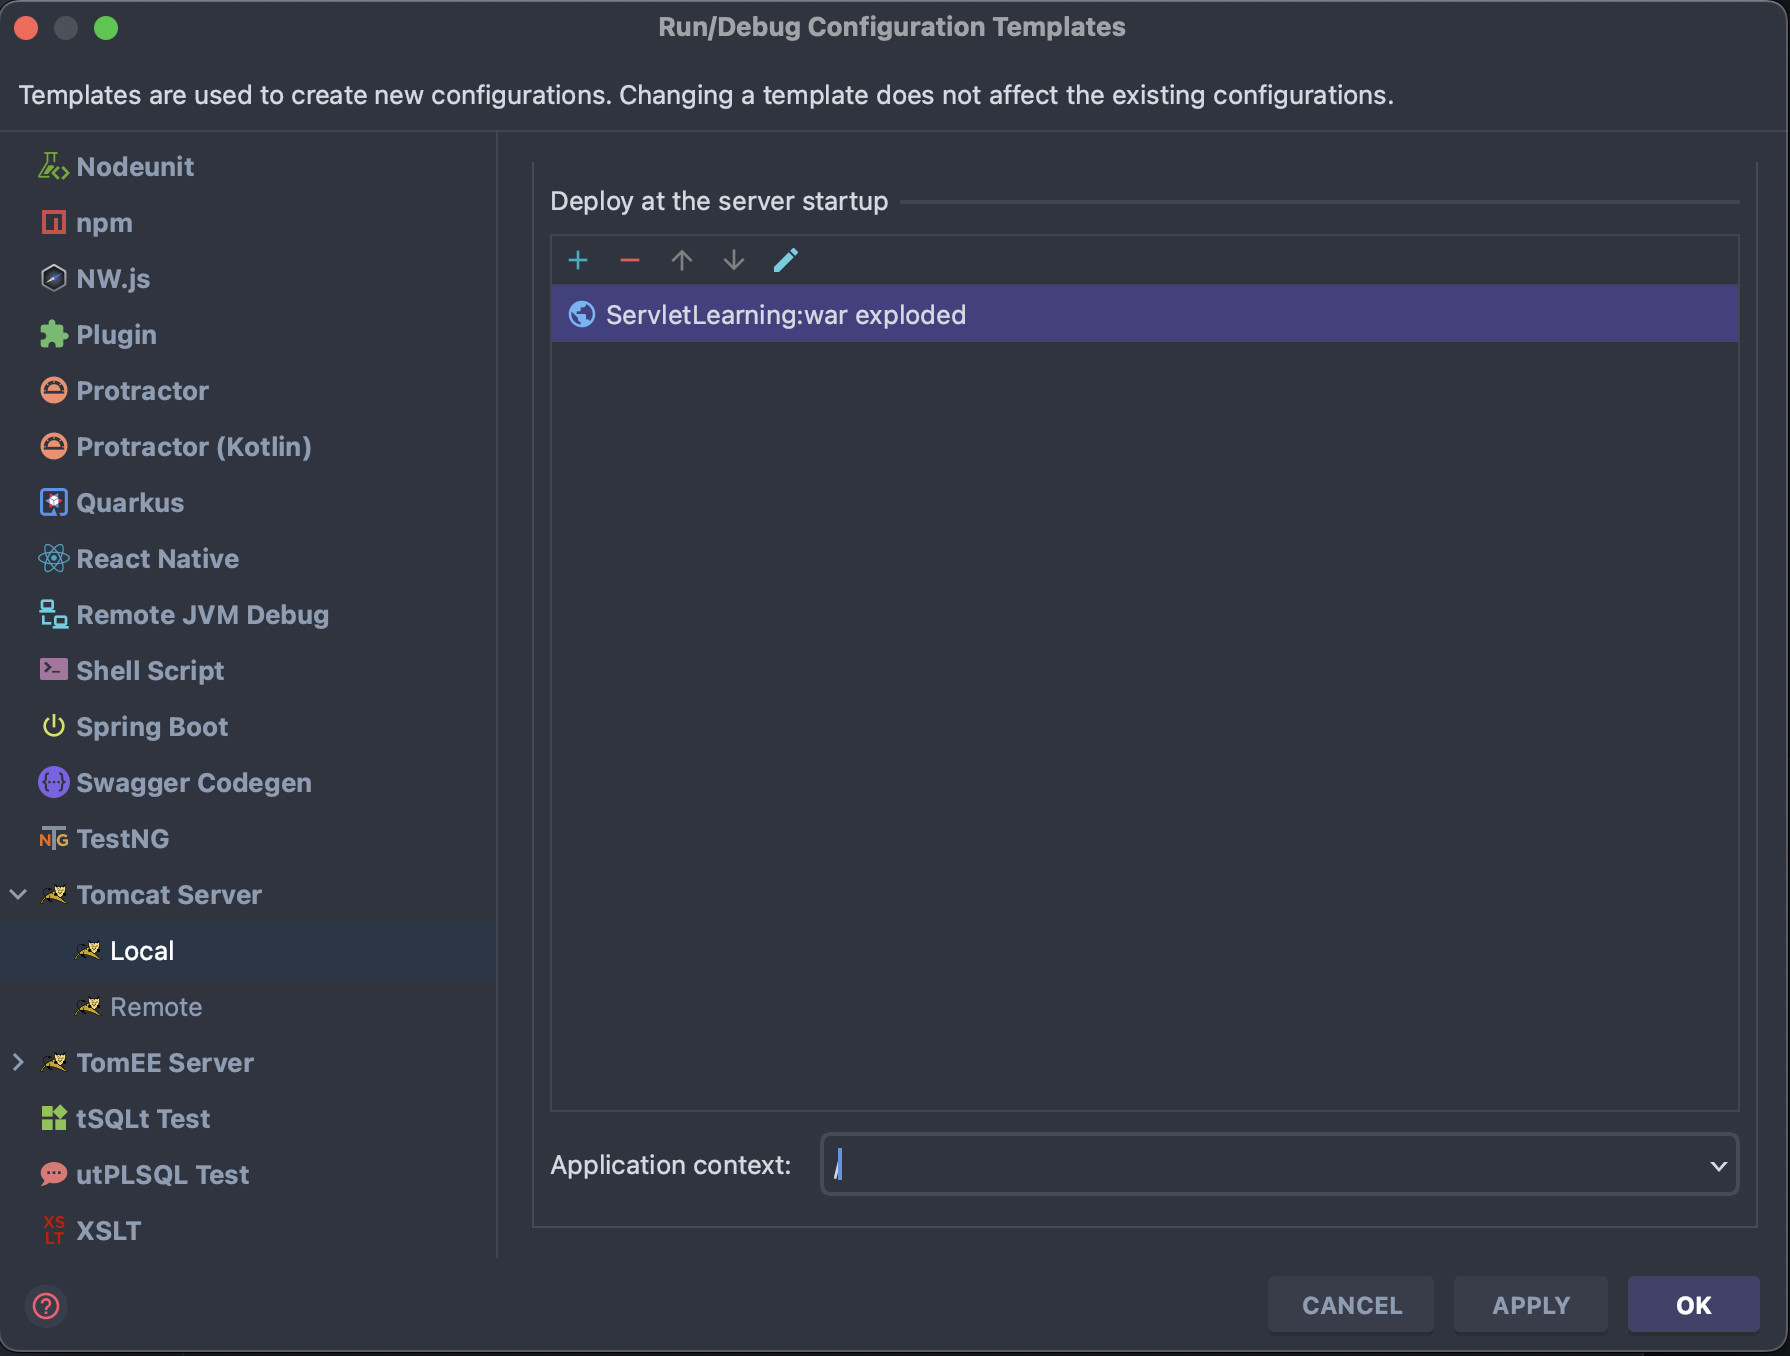 Run/Debug Configuration Templates
Templates are used to create new configurations. Changing a template does not affect the existing configurations.
Nodeunit
npm
NW.js
Plugin
Protractor
Protractor (Kotlin)
Quarkus
React Native
Remote JVM Debug
Shell Script
Spring Boot
Swagger Codegen
NTG TestNG
Tomcat Server
Local
Remote
TomEE Server
tSQLt Test
utPLSQL Test
XS
LT XSLT
Deploy at the server startup
ServletLearning:war exploded
Application context: /
?
CANCEL APPLY OK